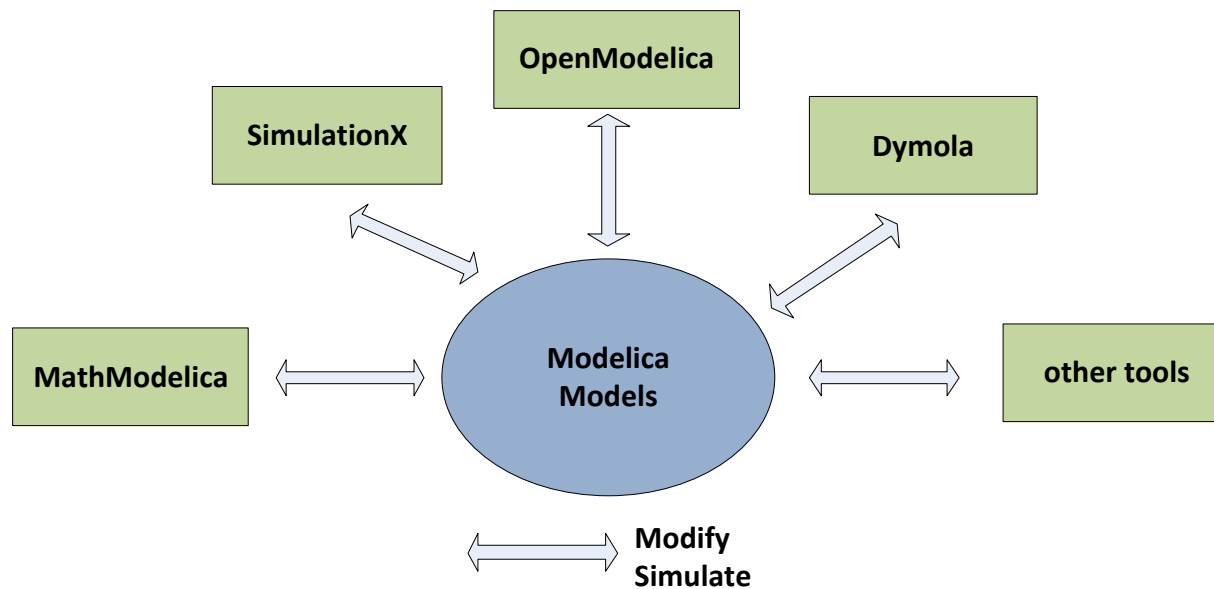 OpenModelica
SimulationX
Dymola
MathModelica
Modelica
Models
other tools
Modify
Simulate